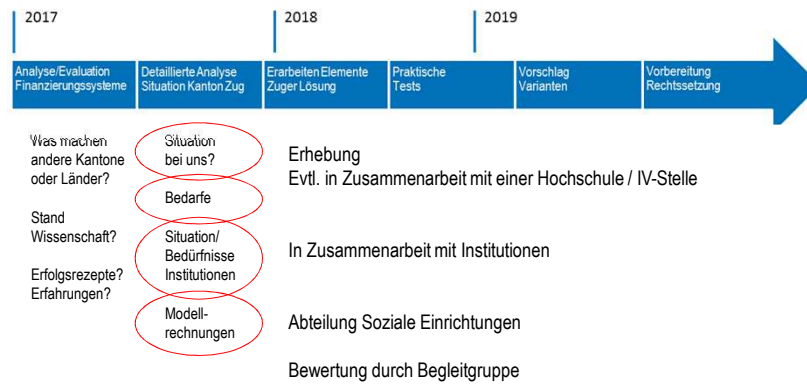 2017
2018
2019
Analyse/Evaluation
Finanzierungssysteme
Detaillierte Analyse
Situation Kanton Zug
Erarbeiten Elemente
Zuger Lösung
Praktische
Tests
Vorschlag
Varianten
Vorbereitung
Rechtssetzung
Was machen
andere Kantone
oder Länder?
Stand
Wissenschaft?
Erfolgsrezepte?
Erfahrungen?
Situation
bei uns?
Bedarfe
Situation/
Bedürfnisse
Institutionen
Modell-
rechnungen
Erhebung
Evtl. in Zusammenarbeit mit einer Hochschule / IV-Stelle
In Zusammenarbeit mit Institutionen
Abteilung Soziale Einrichtungen
Bewertung durch Begleitgruppe